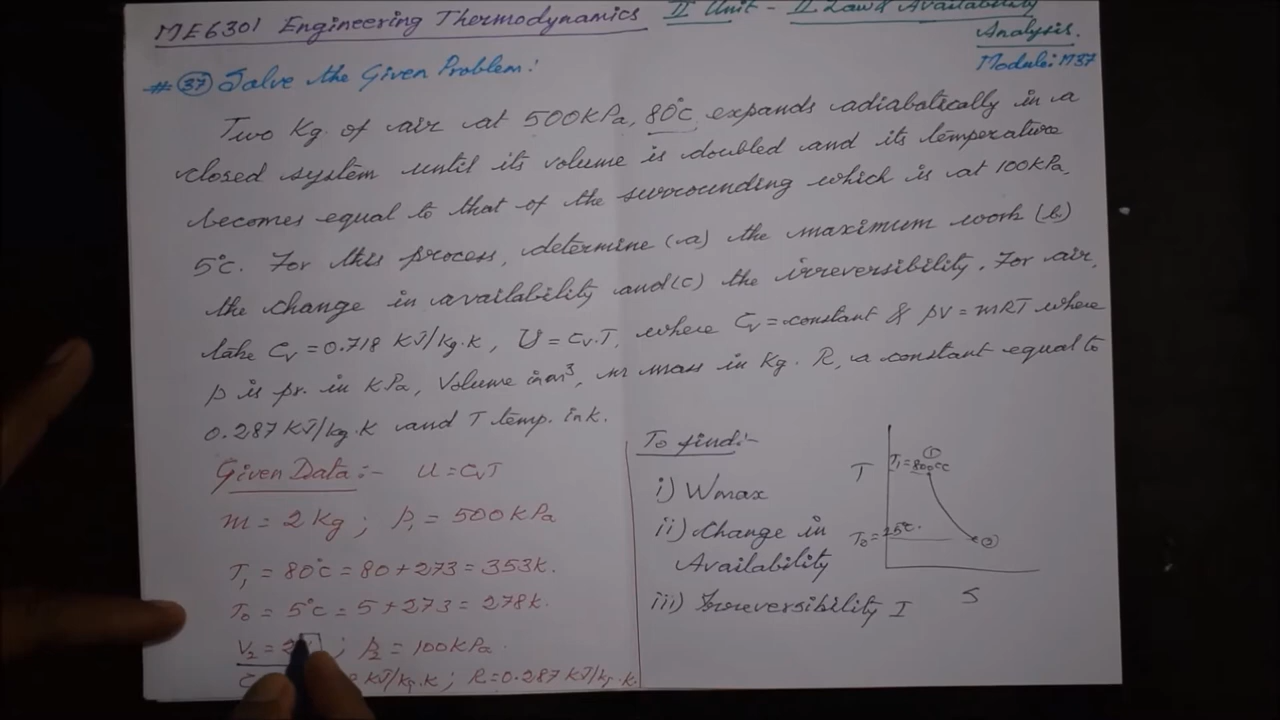 ME6301 Engineering Thermodynamics II Unit - II Law & Availability
Analysis.
Module: M37
# 37 Solve the Given Problem:
Two Kg of air at 500KPa, 80°c expands adiabatically in a
closed system until its volume is doubled and its temperature
becomes equal to that of the surrounding which is at 100KPa,
5°c. For this process, determine (a) the maximum work (b)
the change in availability and (c) the irreversibility. For air,
take Cv = 0.718 KJ/kg.K, U = Cv.T, where Cv = constant & pV = mRT where
p is pr. in KPa, Volume in m³, m mass in Kg. R, a constant equal to
0.287 KJ/kg.K and T temp. in k.
Given Data:- U = CvT
m = 2 Kg ; P1 = 500 KPa
T1 = 80°c = 80 + 273 = 353k.
T0 = 5°c = 5 + 273 = 278k.
V2 = 2 ; P2 = 100 KPa.
KJ/kg.K ; R = 0.287 KJ/kg.K.
To find:-
i) Wmax
ii) Change in
Availability
iii) Irreversibility I
T
1
T1 =
T0 =
2
S